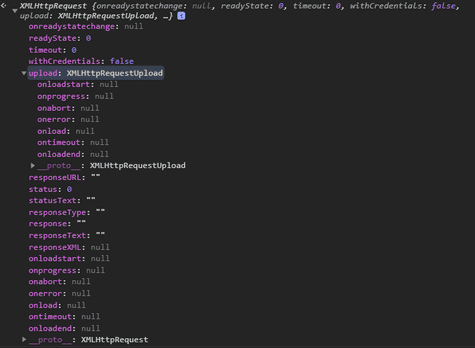 XMLHttpRequest {onreadystatechange: null, readyState: 0, timeout: 0, withCredentials: false,
upload: XMLHttpRequestUpload, …}
onreadystatechange: null
readyState: 0
timeout: 0
withCredentials: false
upload: XMLHttpRequestUpload
onloadstart: null
onprogress: null
onabort: null
onerror: null
onload: null
ontimeout: null
onloadend: null
__proto__: XMLHttpRequestUpload
responseURL: ""
status: 0
statusText: ""
responseType: ""
response: ""
responseText: ""
responseXML: null
onloadstart: null
onprogress: null
onabort: null
onerror: null
onload: null
ontimeout: null
onloadend: null
__proto__: XMLHttpRequest